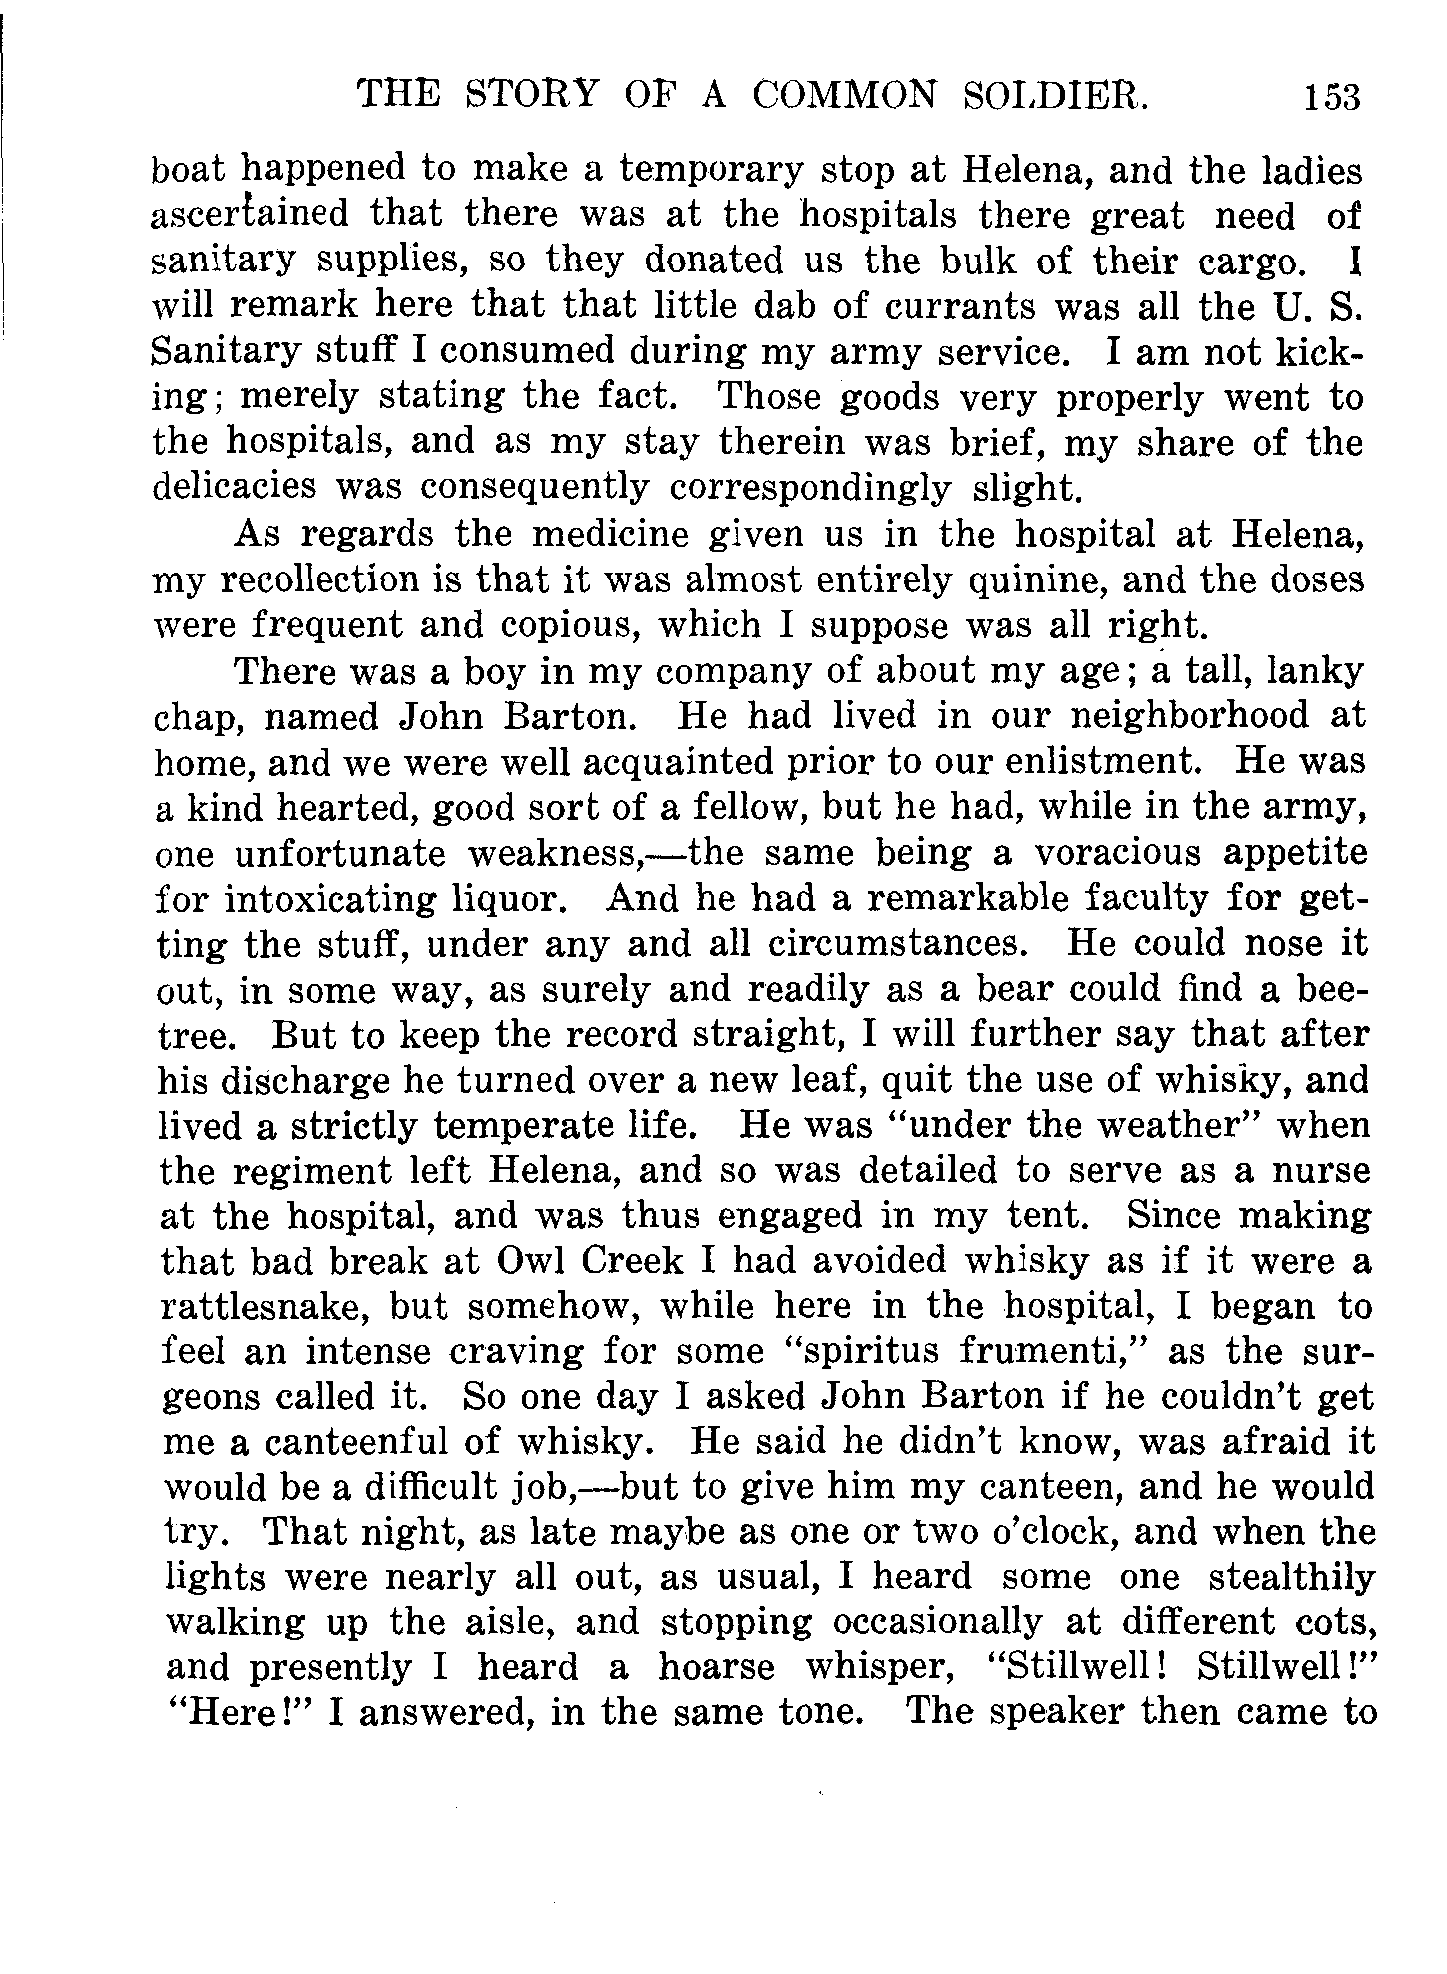 THE STORY OF A COMMON SOLDIER. 153
boat happened to make a temporary stop at Helena, and the ladies
ascertained that there was at the hospitals there great need of
sanitary supplies, so they donated us the bulk of their cargo. I
will remark here that that little dab of currants was all the U. S.
Sanitary stuff I consumed during my army service. I am not kick-
ing; merely stating the fact. Those goods very properly went to
the hospitals, and as my stay therein was brief, my share of the
delicacies was consequently correspondingly slight.
As regards the medicine given us in the hospital at Helena,
my recollection is that it was almost entirely quinine, and the doses
were frequent and copious, which I suppose was all right.
There was a boy in my company of about my age; a tall, lanky
chap, named John Barton. He had lived in our neighborhood at
home, and we were well acquainted prior to our enlistment. He was
a kind hearted, good sort of a fellow, but he had, while in the army,
one unfortunate weakness,—the same being a voracious appetite
for intoxicating liquor. And he had a remarkable faculty for get-
ting the stuff, under any and all circumstances. He could nose it
out, in some way, as surely and readily as a bear could find a bee-
tree. But to keep the record straight, I will further say that after
his discharge he turned over a new leaf, quit the use of whisky, and
lived a strictly temperate life. He was “under the weather” when
the regiment left Helena, and so was detailed to serve as a nurse
at the hospital, and was thus engaged in my tent. Since making
that bad break at Owl Creek I had avoided whisky as if it were a
rattlesnake, but somehow, while here in the hospital, I began to
feel an intense craving for some “spiritus frumenti,” as the sur-
geons called it. So one day I asked John Barton if he couldn’t get
me a canteenful of whisky. He said he didn’t know, was afraid it
would be a difficult job,—but to give him my canteen, and he would
try. That night, as late maybe as one or two o’clock, and when the
lights were nearly all out, as usual, I heard some one stealthily
walking up the aisle, and stopping occasionally at different cots,
and presently I heard a hoarse whisper, “Stillwell! Stillwell!”
“Here!” I answered, in the same tone. The speaker then came to